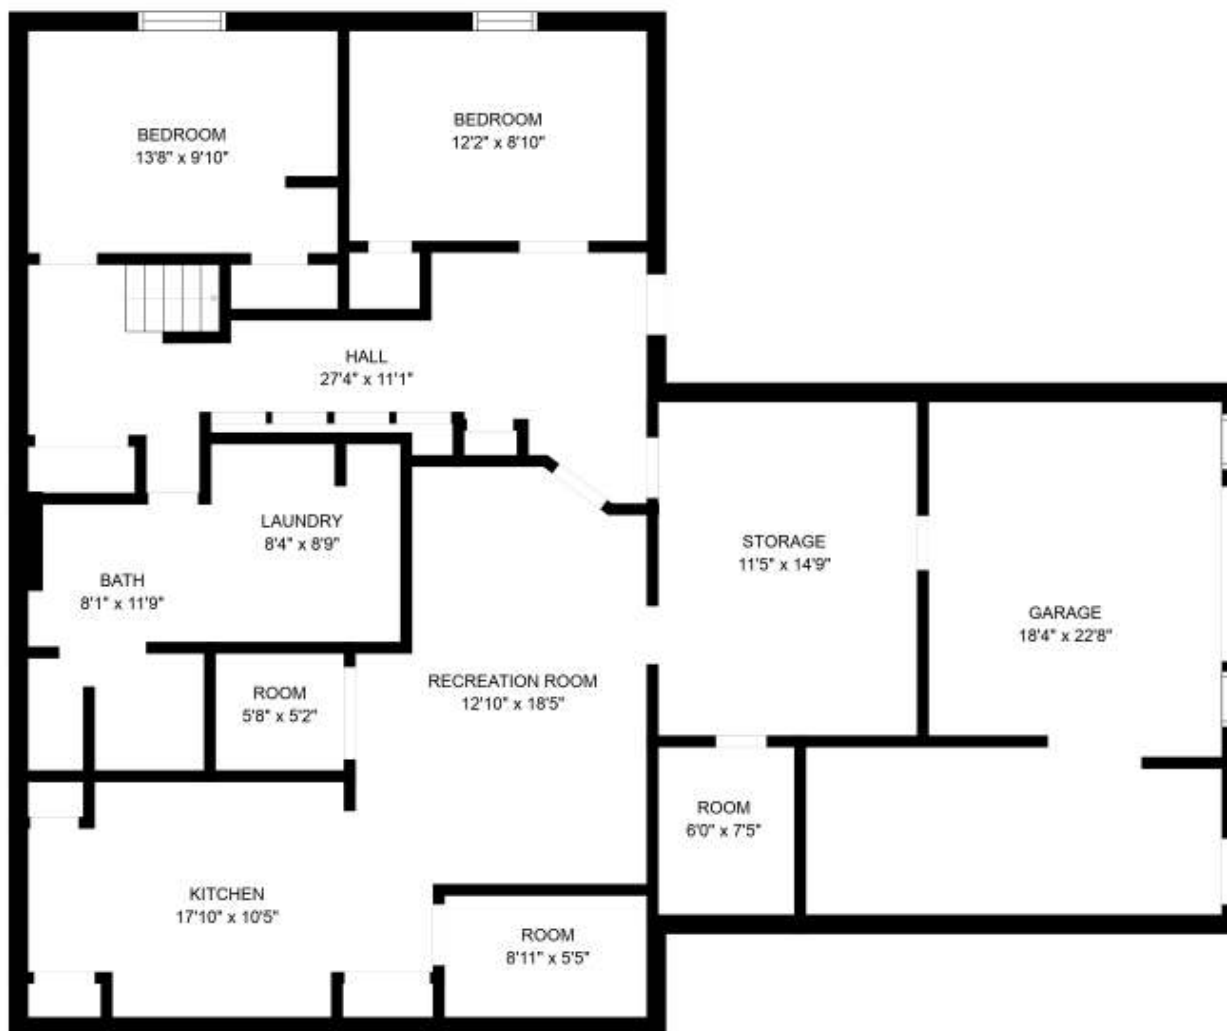 BEDROOM
13'8" x 9'10"
BEDROOM
12'2" x 8'10"
HALL
27'4" x 11'1"
LAUNDRY
8'4" x 8'9"
BATH
8'1" x 11'9"
STORAGE
11'5" x 14'9"
GARAGE
18'4" x 22'8"
ROOM
5'8" x 5'2"
RECREATION ROOM
12'10" x 18'5"
ROOM
6'0" x 7'5"
KITCHEN
17'10" x 10'5"
ROOM
8'11" x 5'5"